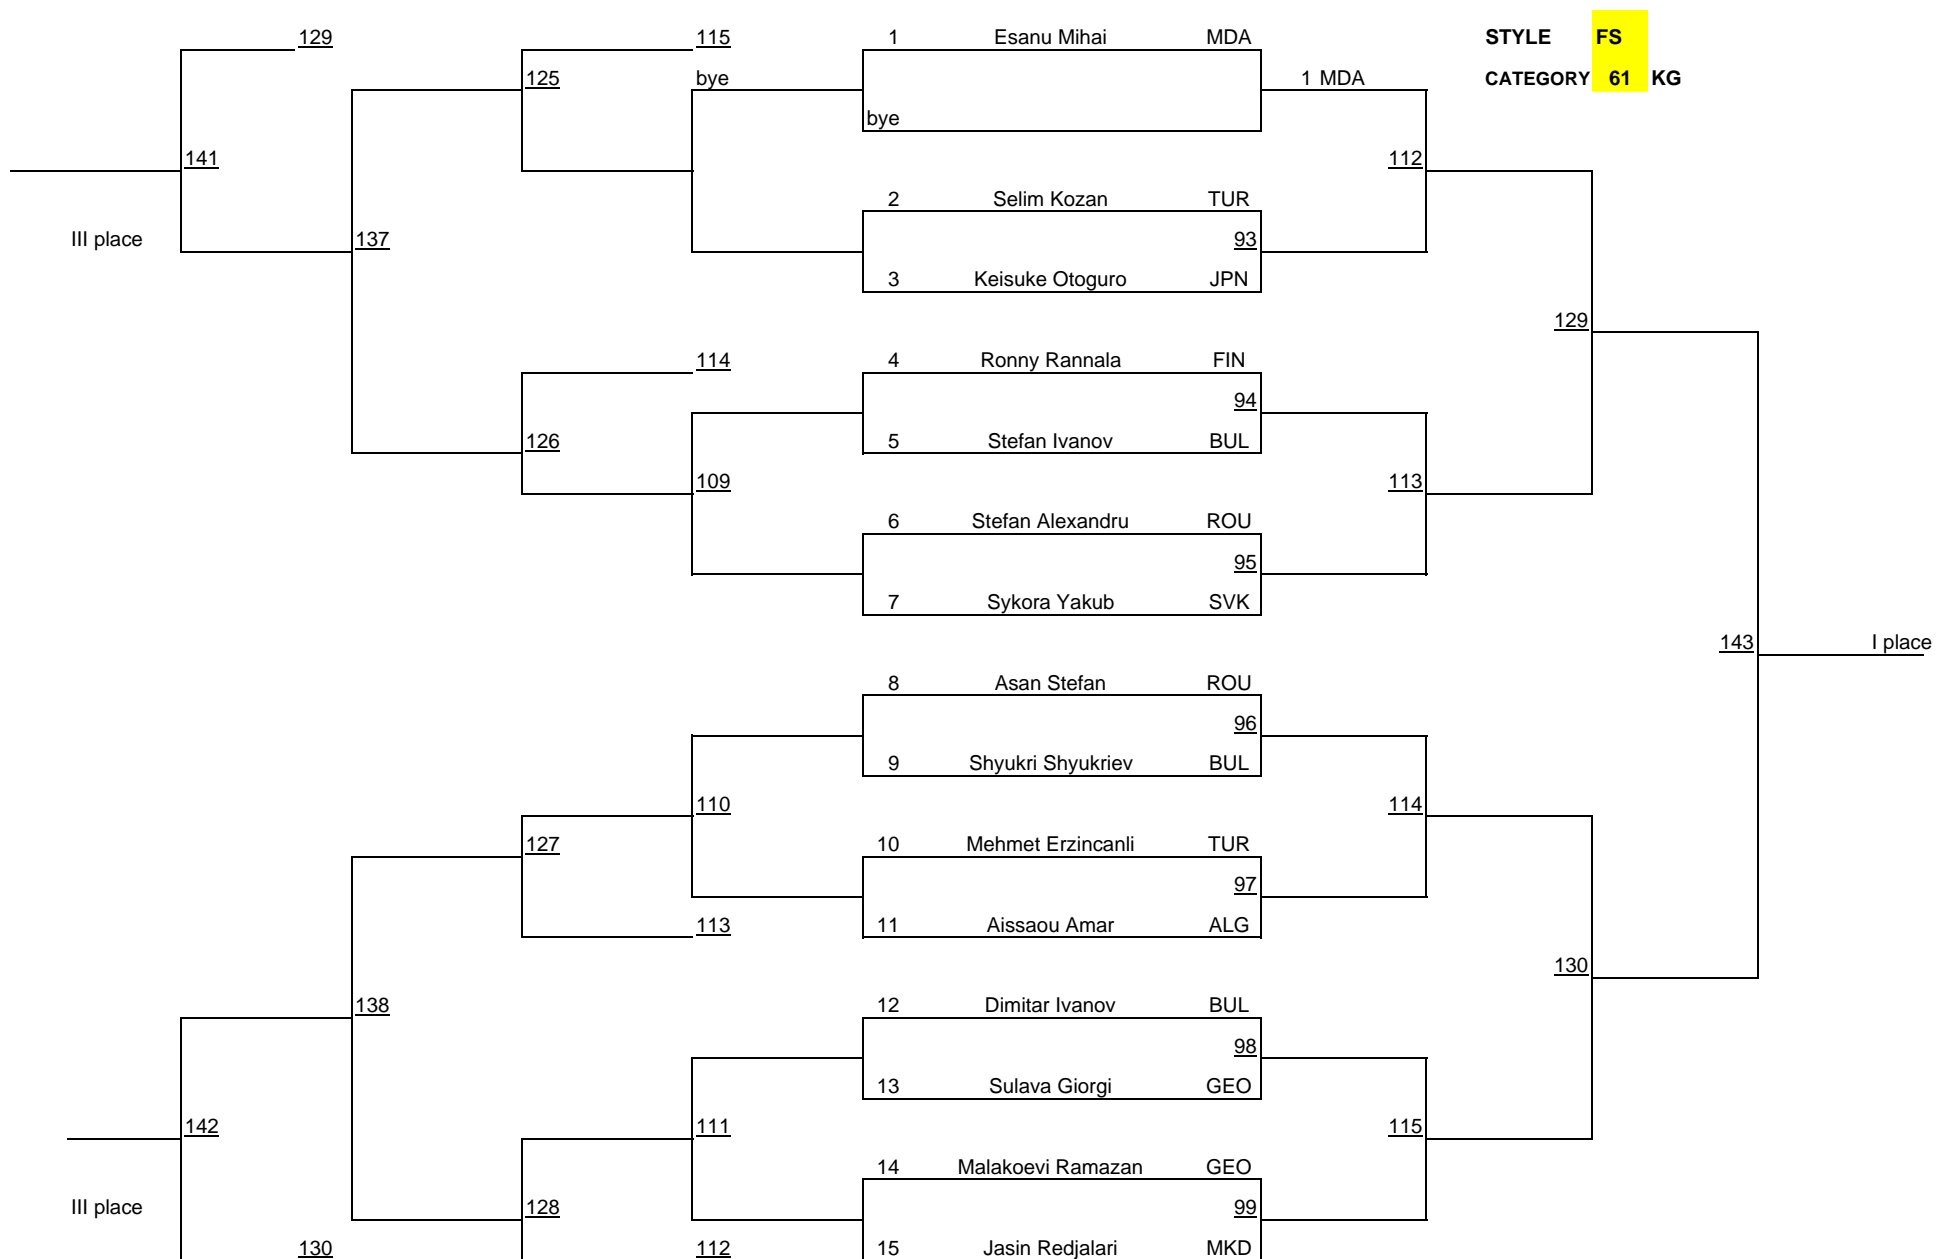 129 115 1 Esanu Mihai MDA STYLE FS
125 bye 1 MDA CATEGORY 61 KG
bye
141 112
2 Selim Kozan TUR
III place 137 93
3 Keisuke Otoguro JPN
129
114 4 Ronny Rannala FIN
94
126 5 Stefan Ivanov BUL
109 113
6 Stefan Alexandru ROU
95
7 Sykora Yakub SVK
143 I place
8 Asan Stefan ROU
96
9 Shyukri Shyukriev BUL
110 114
127 10 Mehmet Erzincanli TUR
97
113 11 Aissaou Amar ALG
130
138 12 Dimitar Ivanov BUL
98
13 Sulava Giorgi GEO
142 111 115
14 Malakoevi Ramazan GEO
III place 128 99
130 112 15 Jasin Redjalari MKD